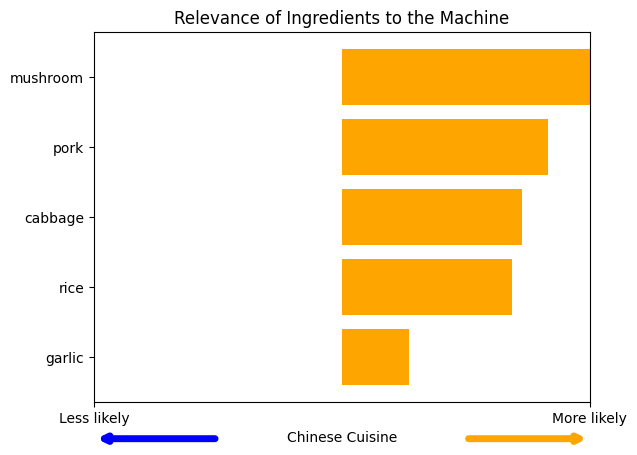 Relevance of Ingredients to the Machine
mushroom
pork
cabbage
rice
garlic
Less likely
More likely
Chinese Cuisine